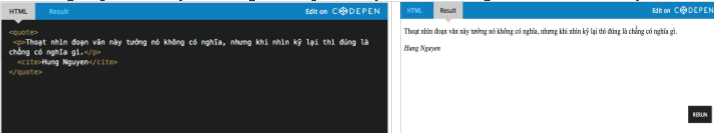 HTML Result Edit on CODEPEN
<quote>
<p>Thoạt nhìn đoạn văn này tưởng nó không có nghĩa, nhưng khi nhìn kỹ lại thì đúng là
chẳng có nghĩa gì.</p>
<cite>Hung Nguyen</cite>
</quote>
HTML Result Edit on CODEPEN
Thoạt nhìn đoạn văn này tưởng nó không có nghĩa, nhưng khi nhìn kỹ lại thì đúng là chẳng có nghĩa gì.
Hung Nguyen
RERUN